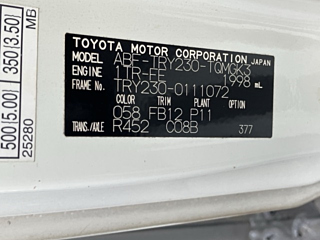 TOYOTA MOTOR CORPORATION JAPAN
MODEL ABF-TRY230-TQMGK3
ENGINE 1TR-FE 1998 mL
FRAME No. TRY230-0111072
COLOR TRIM PLANT OPTION
058 FB12 P11
TRANS./AXLE R452 C08B 377
500 5.00 350 3.50 MB
25280